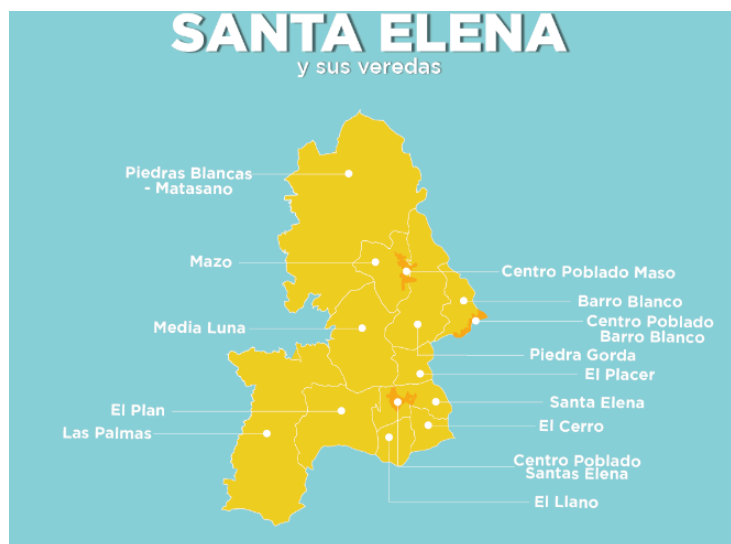 SANTA ELENA
y sus veredas
Piedras Blancas
- Matasano
Mazo
Centro Poblado Maso
Barro Blanco
Media Luna
Centro Poblado
Barro Blanco
Piedra Gorda
El Placer
El Plan
Santa Elena
Las Palmas
El Cerro
Centro Poblado
Santas Elena
El Llano